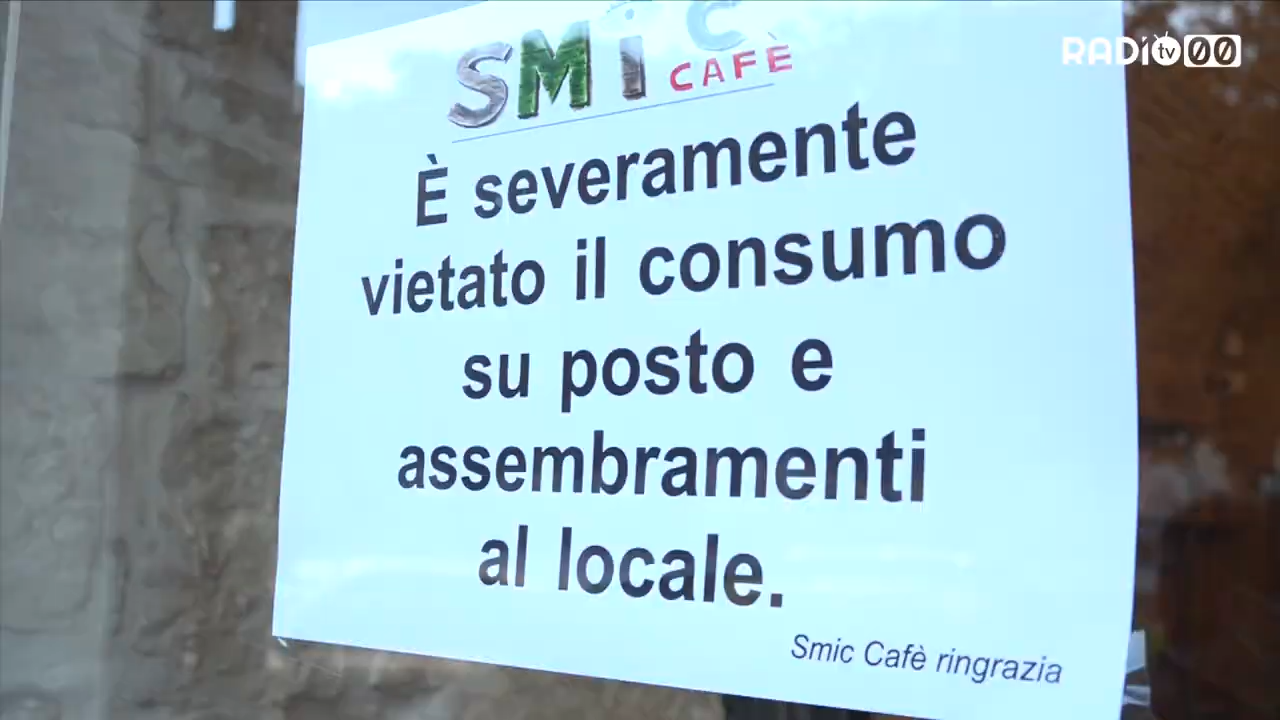 SMiC
CAFÈ
RADIO tv 00
È severamente
vietato il consumo
su posto e
assembramenti
al locale.
Smic Cafè ringrazia